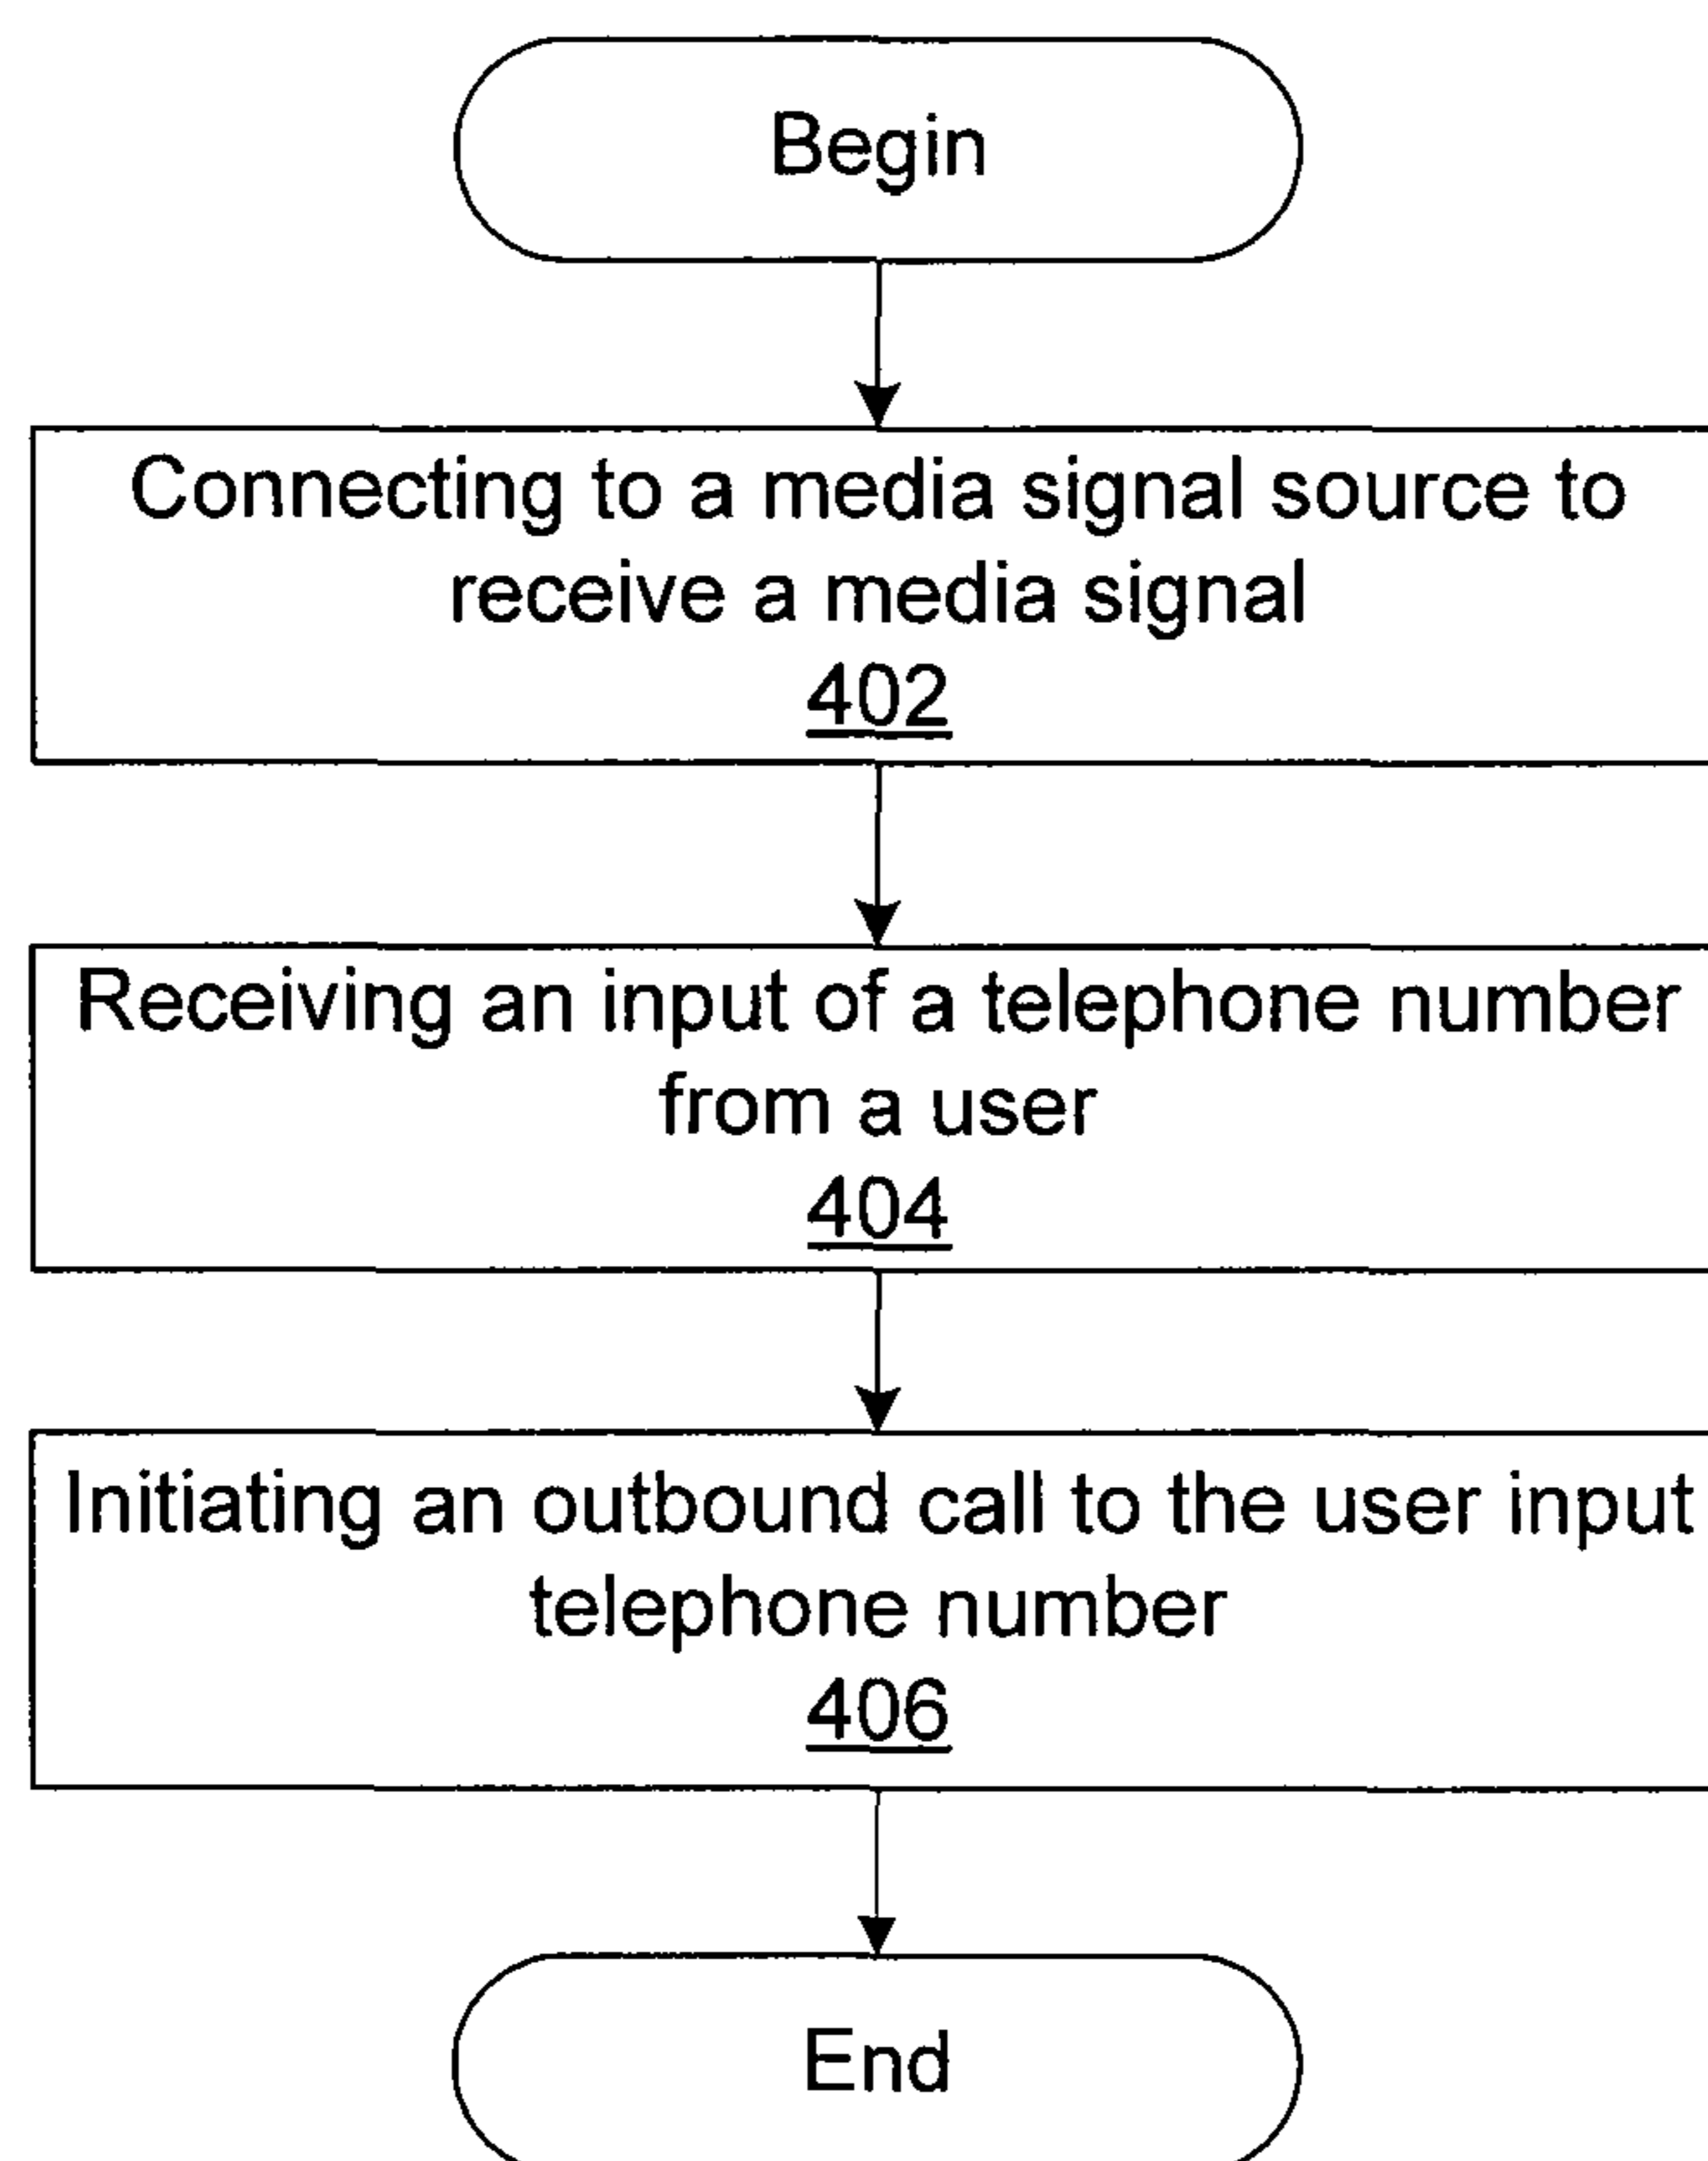 Begin
Connecting to a media signal source to
receive a media signal
402
Receiving an input of a telephone number
from a user
404
Initiating an outbound call to the user input
telephone number
406
End